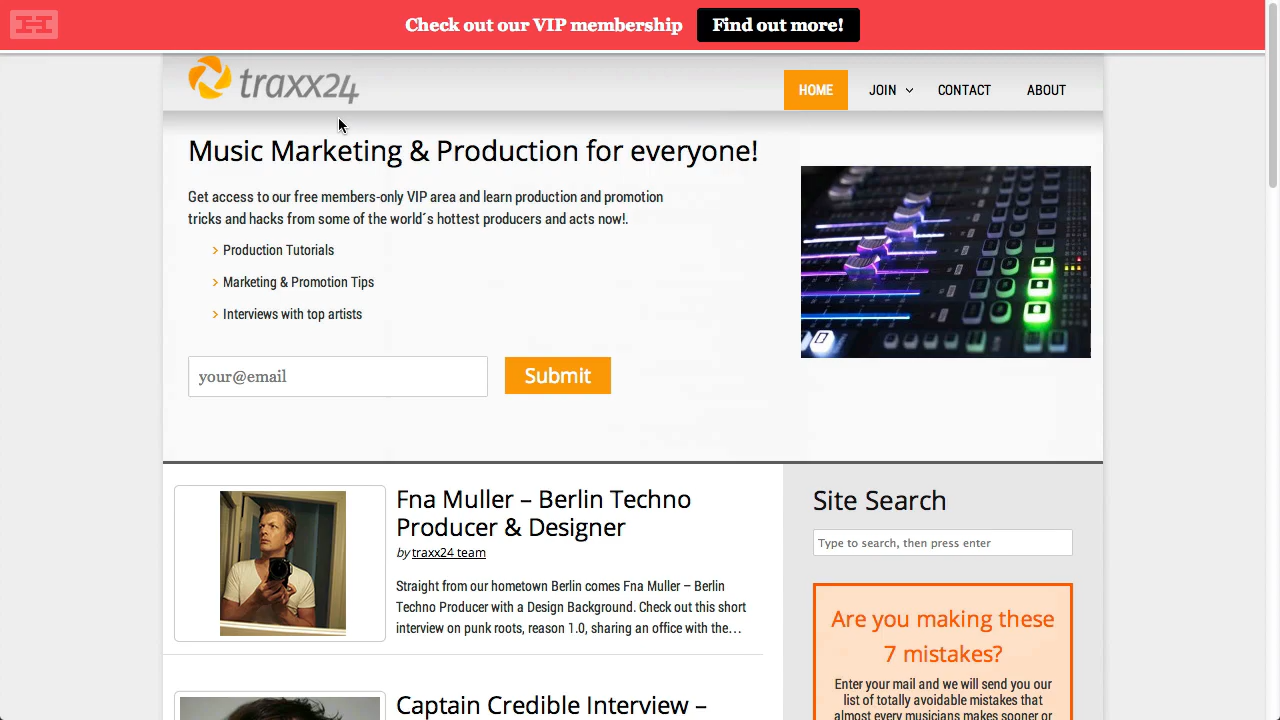 Check out our VIP membership
Find out more!
traxx24
HOME
JOIN
CONTACT
ABOUT
Music Marketing & Production for everyone!
Get access to our free members-only VIP area and learn production and promotion
tricks and hacks from some of the world´s hottest producers and acts now!.
Production Tutorials
Marketing & Promotion Tips
Interviews with top artists
your@email
Submit
Fna Muller – Berlin Techno
Producer & Designer
by traxx24 team
Straight from our hometown Berlin comes Fna Muller – Berlin
Techno Producer with a Design Background. Check out this short
interview on punk roots, reason 1.0, sharing an office with the…
Captain Credible Interview –
Site Search
Type to search, then press enter
Are you making these
7 mistakes?
Enter your mail and we will send you our
list of totally avoidable mistakes that
almost every musicians makes sooner or